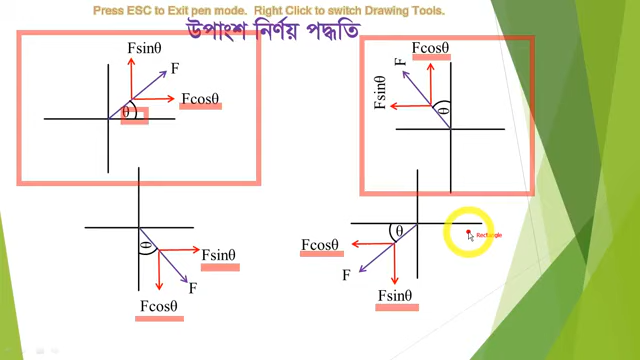 Press ESC to Exit pen mode. Right Click to switch Drawing Tools.
উপাংশ নির্ণয় পদ্ধতি
Fsinθ
F
Fcosθ
θ
Fcosθ
F
Fsinθ
θ
θ
Fsinθ
F
Fcosθ
θ
Fcosθ
F
Fsinθ
Rectangle